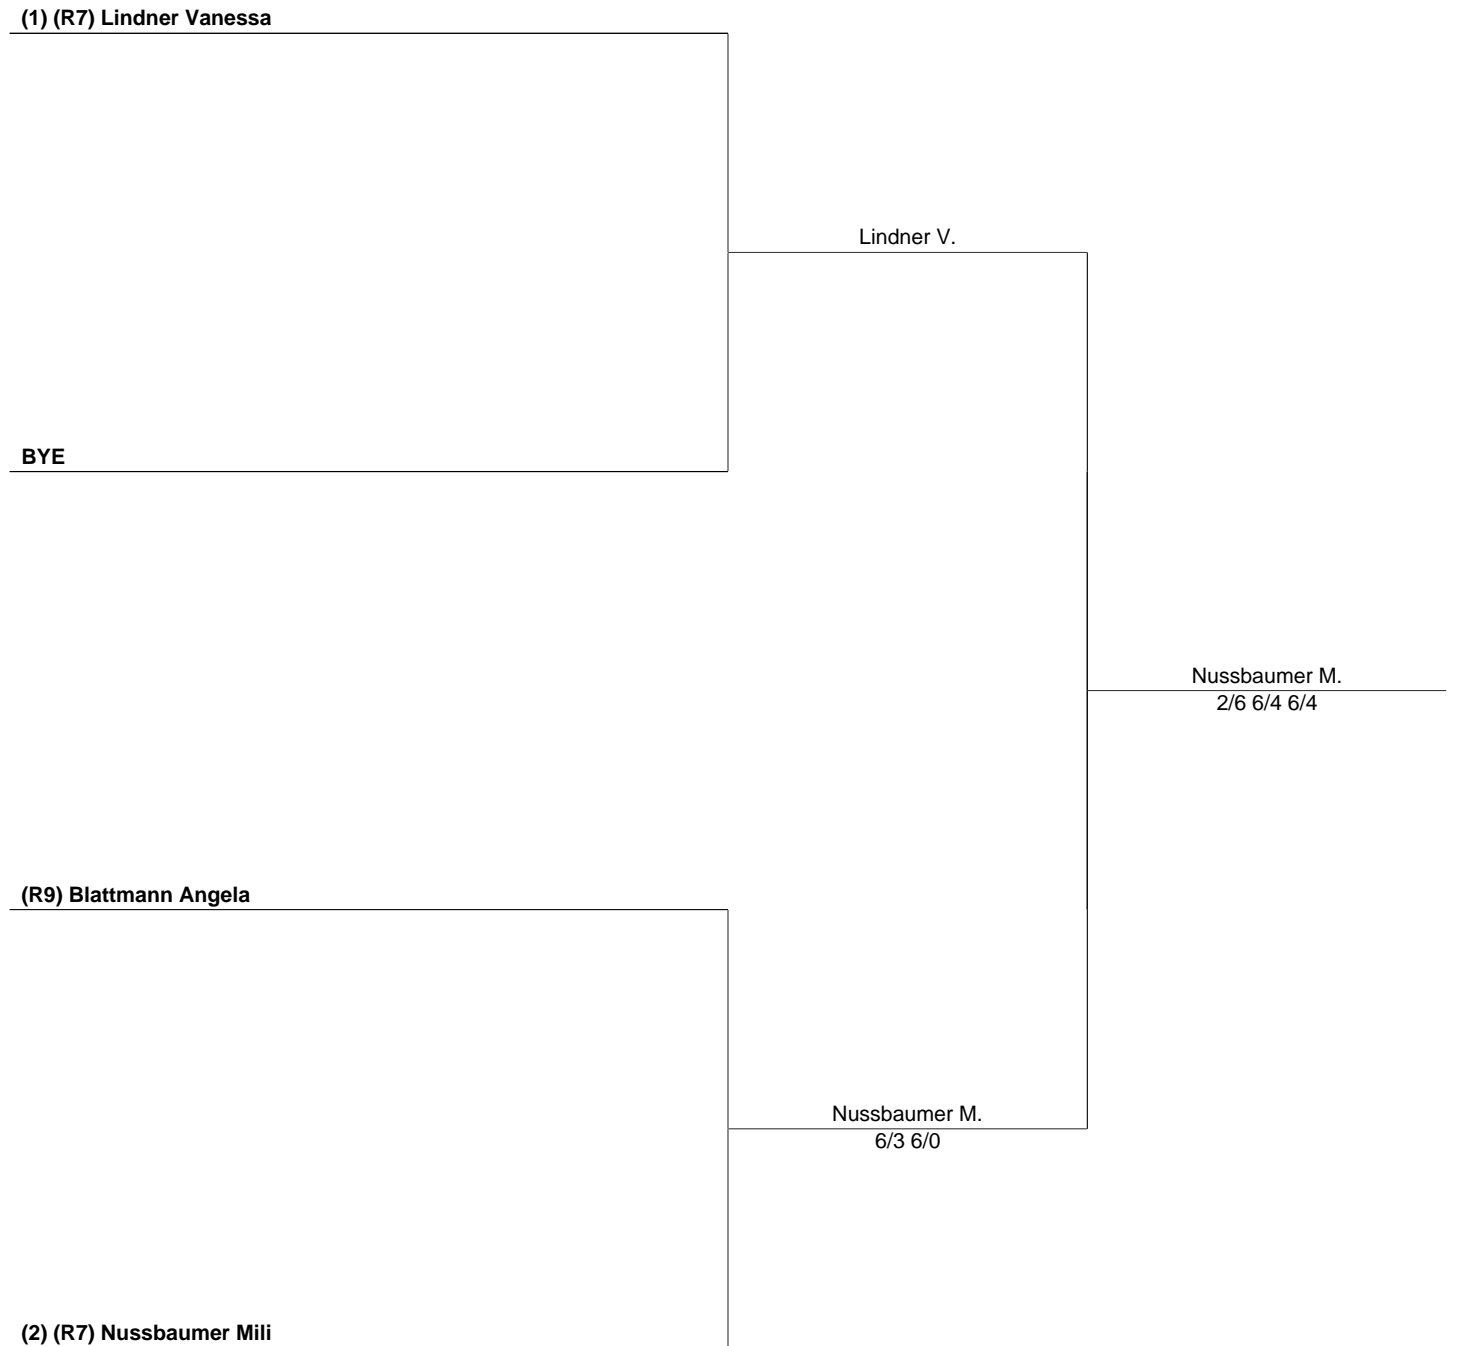 (1) (R7) Lindner Vanessa
Lindner V.
BYE
Nussbaumer M.
2/6 6/4 6/4
(R9) Blattmann Angela
Nussbaumer M.
6/3 6/0
(2) (R7) Nussbaumer Mili